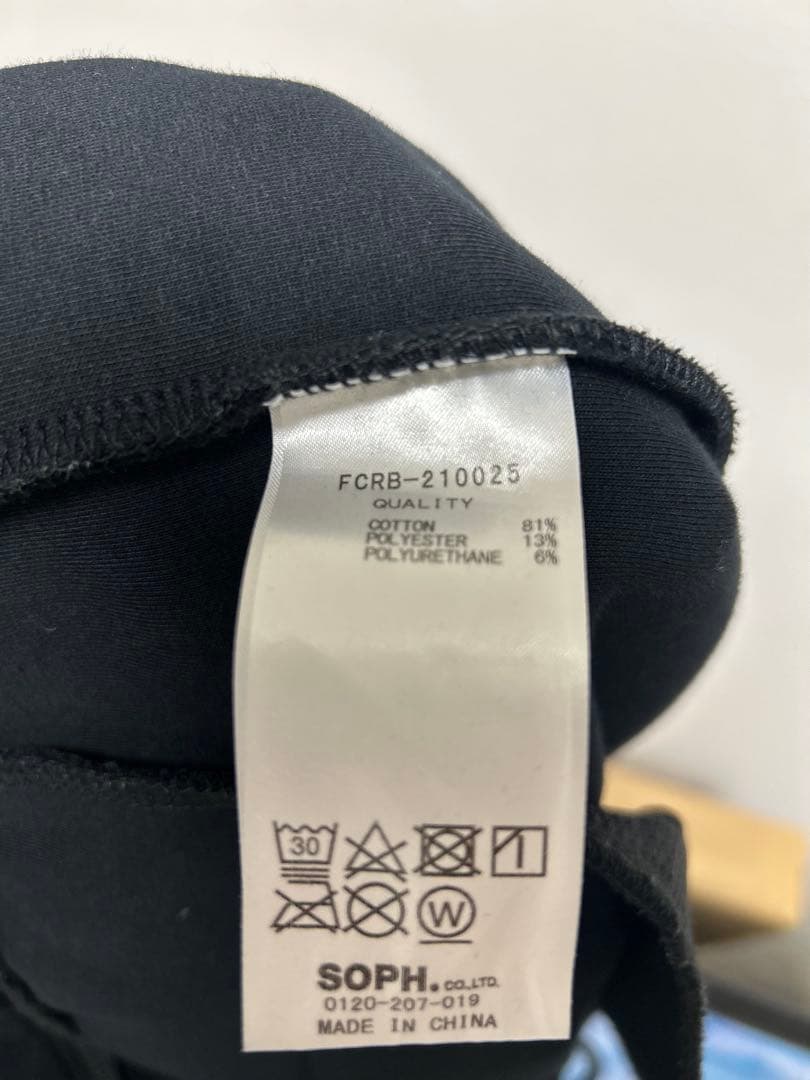 FCRB-210025
QUALITY
COTTON 81%
POLYESTER 13%
POLYURETHANE 6%
30
W
SOPH. CO.,LTD.
0120-207-019
MADE IN CHINA